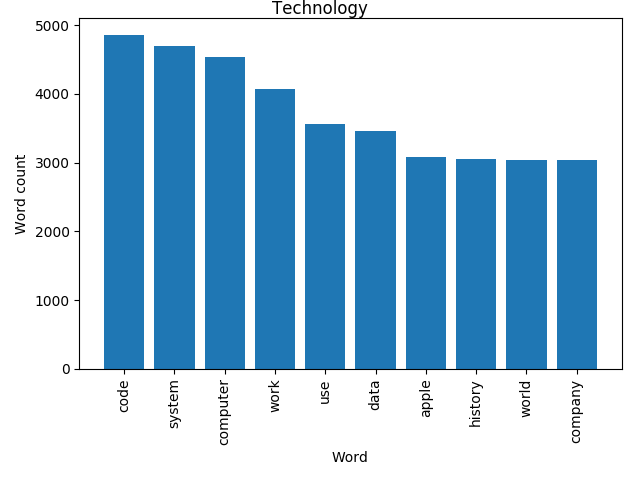 Technology
5000
4000
3000
2000
1000
0
Word count
code
system
computer
work
use
data
apple
history
world
company
Word